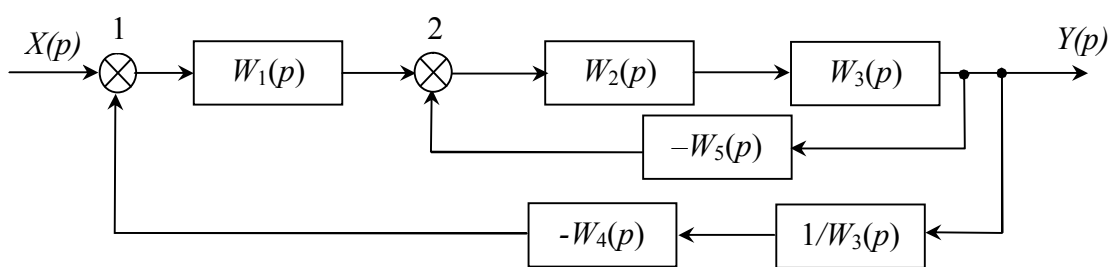 1
2
X(p)
Y(p)
W₁(p)
W₂(p)
W₃(p)
–W₅(p)
-W₄(p)
1/W₃(p)